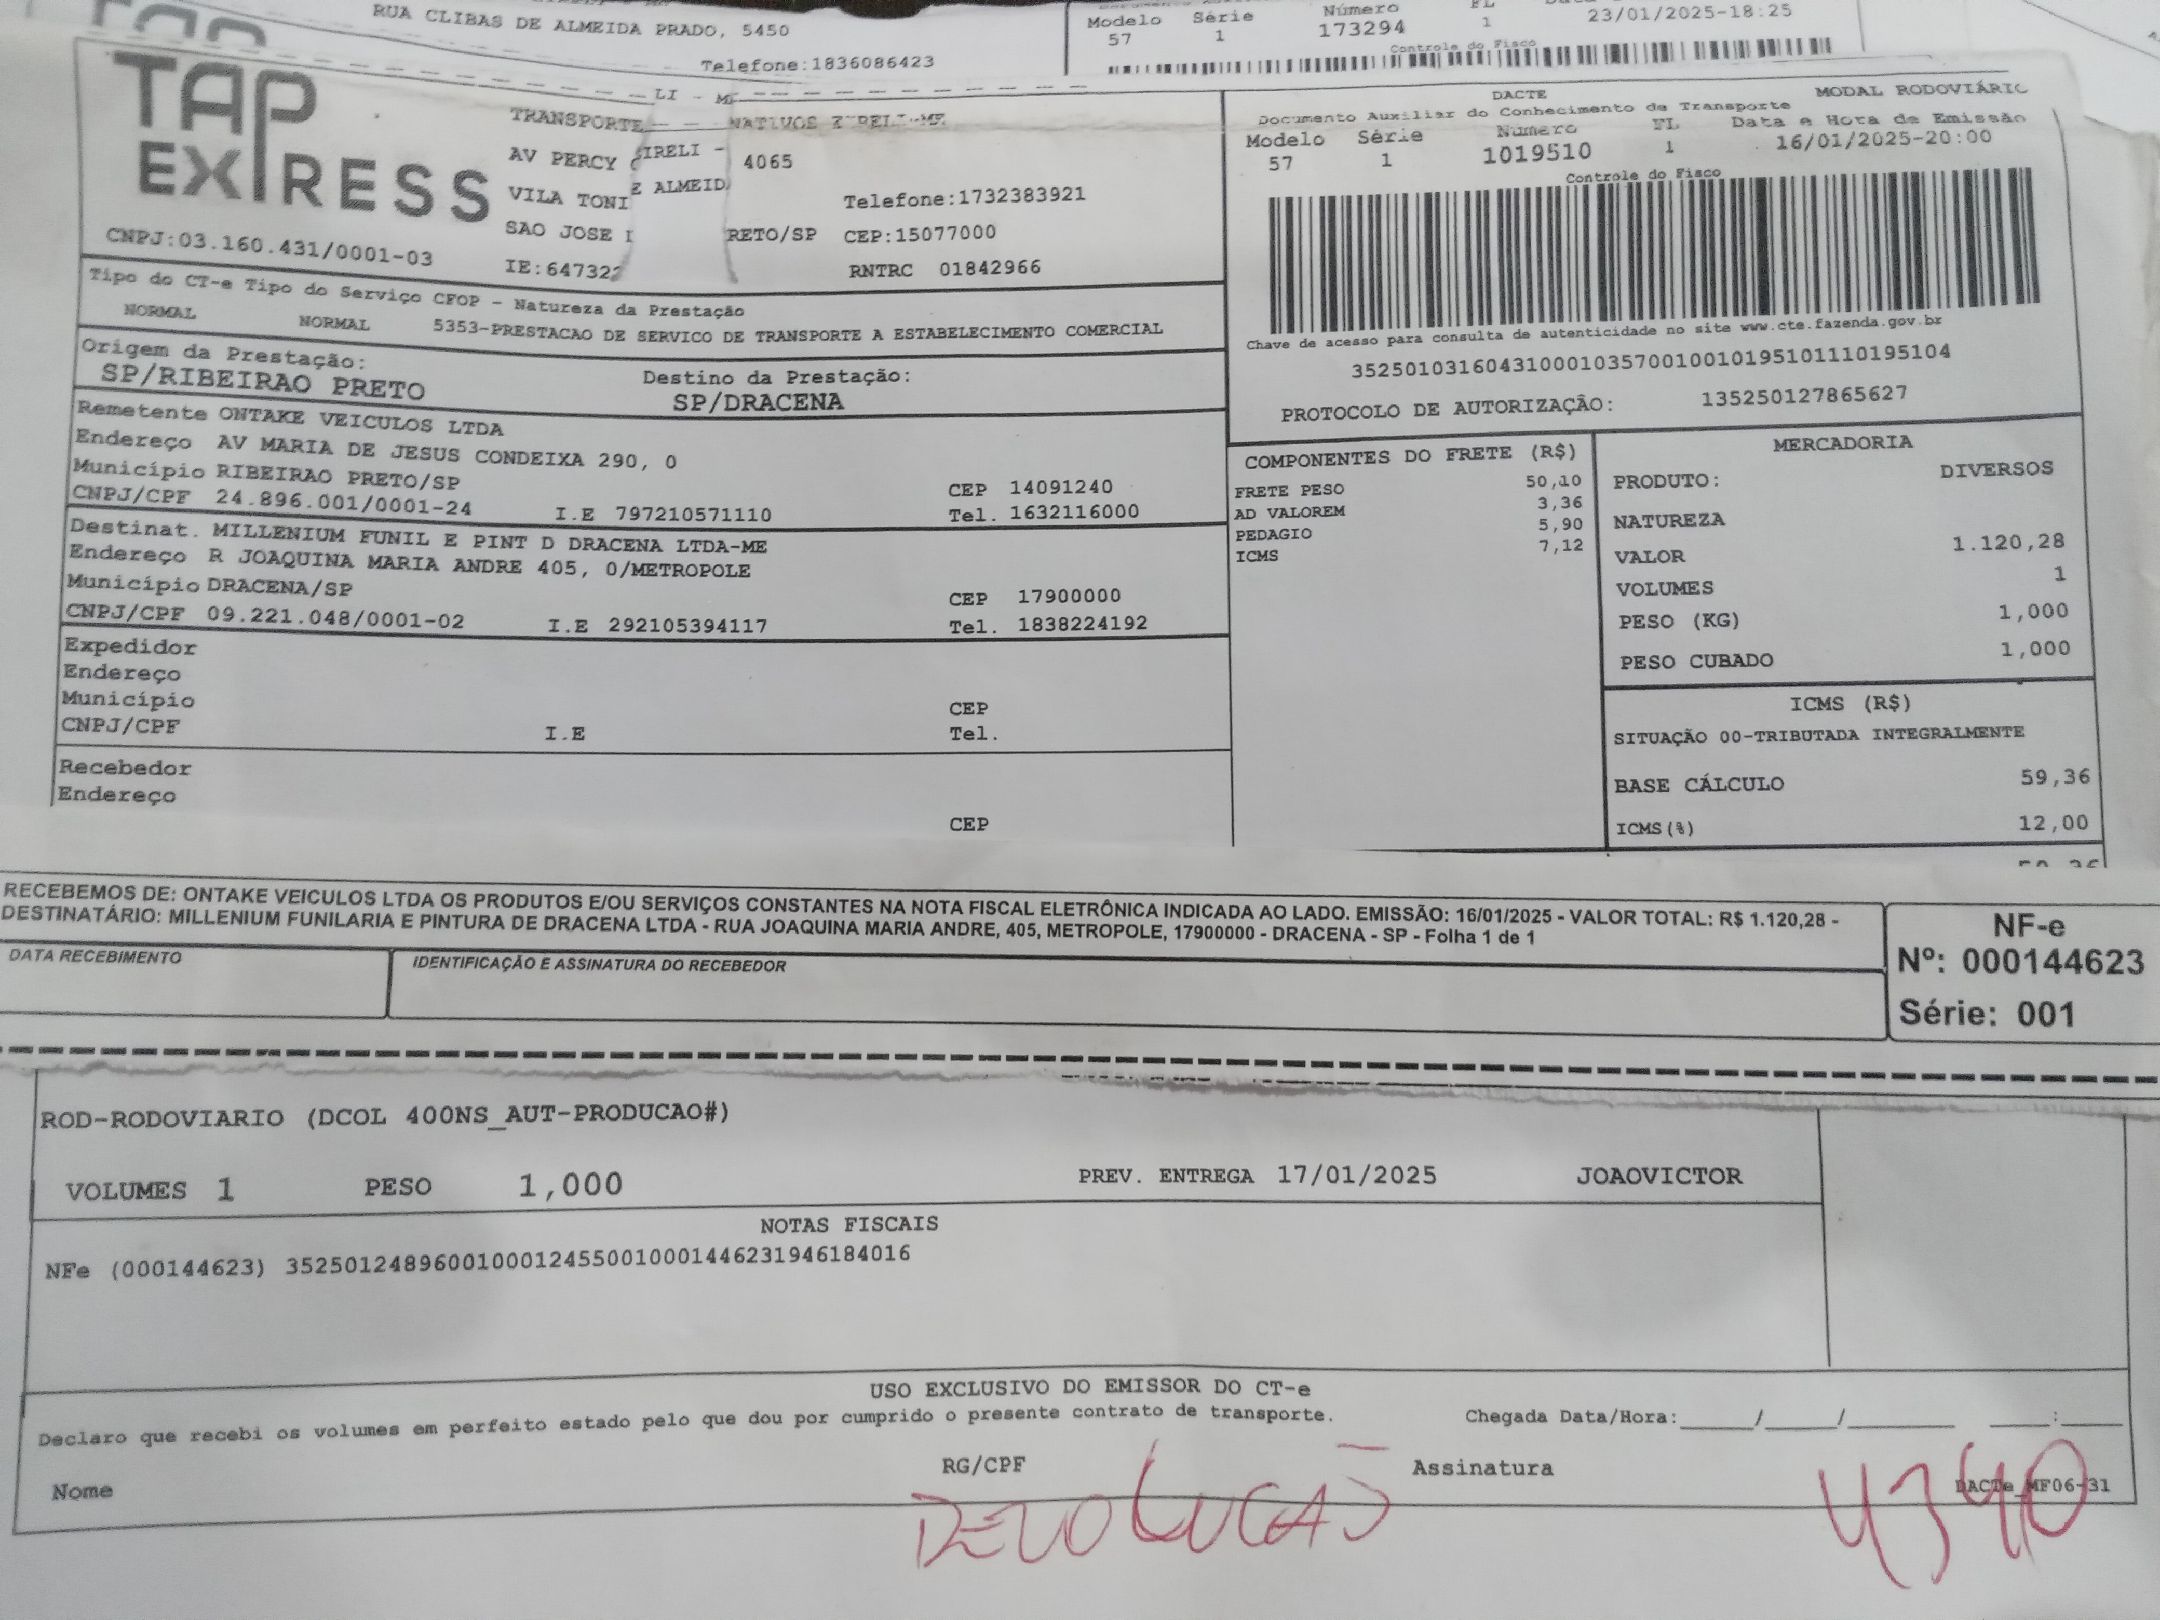 RUA CLIBAS DE ALMEIDA PRADO, 5450
Telefone:1836086423
Modelo Série Número FL
57 1 173294 1 23/01/2025-18:25
Controle do Fisco
TAP
EXPRESS
CNPJ:03.160.431/0001-03
LI - ME
TRANSPORTE NATIVOS EIRELI-ME
AV PERCY 4065
IRELI -
VILA TONI
E ALMEID
Telefone:1732383921
SAO JOSE RETO/SP CEP:15077000
IE:647322
RNTRC 01842966
DACTE MODAL RODOVIÁRIO
Documento Auxiliar do Conhecimento de Transporte
Modelo Série Número FL Data e Hora de Emissão
57 1 1019510 1 16/01/2025-20:00
Controle do Fisco
Chave de acesso para consulta de autenticidade no site www.cte.fazenda.gov.br
35250103160431000103570010010195101110195104
PROTOCOLO DE AUTORIZAÇÃO: 135250127865627
Tipo do CT-e Tipo do Serviço CFOP - Natureza da Prestação
NORMAL NORMAL 5353-PRESTACAO DE SERVICO DE TRANSPORTE A ESTABELECIMENTO COMERCIAL
Origem da Prestação: Destino da Prestação:
SP/RIBEIRAO PRETO SP/DRACENA
Remetente ONTAKE VEICULOS LTDA
Endereço AV MARIA DE JESUS CONDEIXA 290, 0
Município RIBEIRAO PRETO/SP CEP 14091240
CNPJ/CPF 24.896.001/0001-24 I.E 797210571110 Tel. 1632116000
Destinat. MILLENIUM FUNIL E PINT D DRACENA LTDA-ME
Endereço R JOAQUINA MARIA ANDRE 405, 0/METROPOLE
Município DRACENA/SP CEP 17900000
CNPJ/CPF 09.221.048/0001-02 I.E 292105394117 Tel. 1838224192
Expedidor
Endereço
Município CEP
CNPJ/CPF I.E Tel.
Recebedor
Endereço
CEP
COMPONENTES DO FRETE (R$)
FRETE PESO 50,10
AD VALOREM 3,36
PEDAGIO 5,90
ICMS 7,12
MERCADORIA
PRODUTO: DIVERSOS
NATUREZA
VALOR 1.120,28
VOLUMES 1
PESO (KG) 1,000
PESO CUBADO 1,000
ICMS (R$)
SITUAÇÃO 00-TRIBUTADA INTEGRALMENTE
BASE CÁLCULO 59,36
ICMS(%) 12,00
RECEBEMOS DE: ONTAKE VEICULOS LTDA OS PRODUTOS E/OU SERVIÇOS CONSTANTES NA NOTA FISCAL ELETRÔNICA INDICADA AO LADO. EMISSÃO: 16/01/2025 - VALOR TOTAL: R$ 1.120,28 -
DESTINATÁRIO: MILLENIUM FUNILARIA E PINTURA DE DRACENA LTDA - RUA JOAQUINA MARIA ANDRE, 405, METROPOLE, 17900000 - DRACENA - SP - Folha 1 de 1
DATA RECEBIMENTO IDENTIFICAÇÃO E ASSINATURA DO RECEBEDOR
NF-e
Nº: 000144623
Série: 001
ROD-RODOVIARIO (DCOL 400NS_AUT-PRODUCAO#)
VOLUMES 1 PESO 1,000 PREV. ENTREGA 17/01/2025 JOAOVICTOR
NOTAS FISCAIS
NFe (000144623) 35250124896001000124550010001446231946184016
USO EXCLUSIVO DO EMISSOR DO CT-e
Declaro que recebi os volumes em perfeito estado pelo que dou por cumprido o presente contrato de transporte. Chegada Data/Hora:_____/_____/_______ ____:____
Nome RG/CPF Assinatura DACTe_MF06-31
DEVOLUCAO 4340